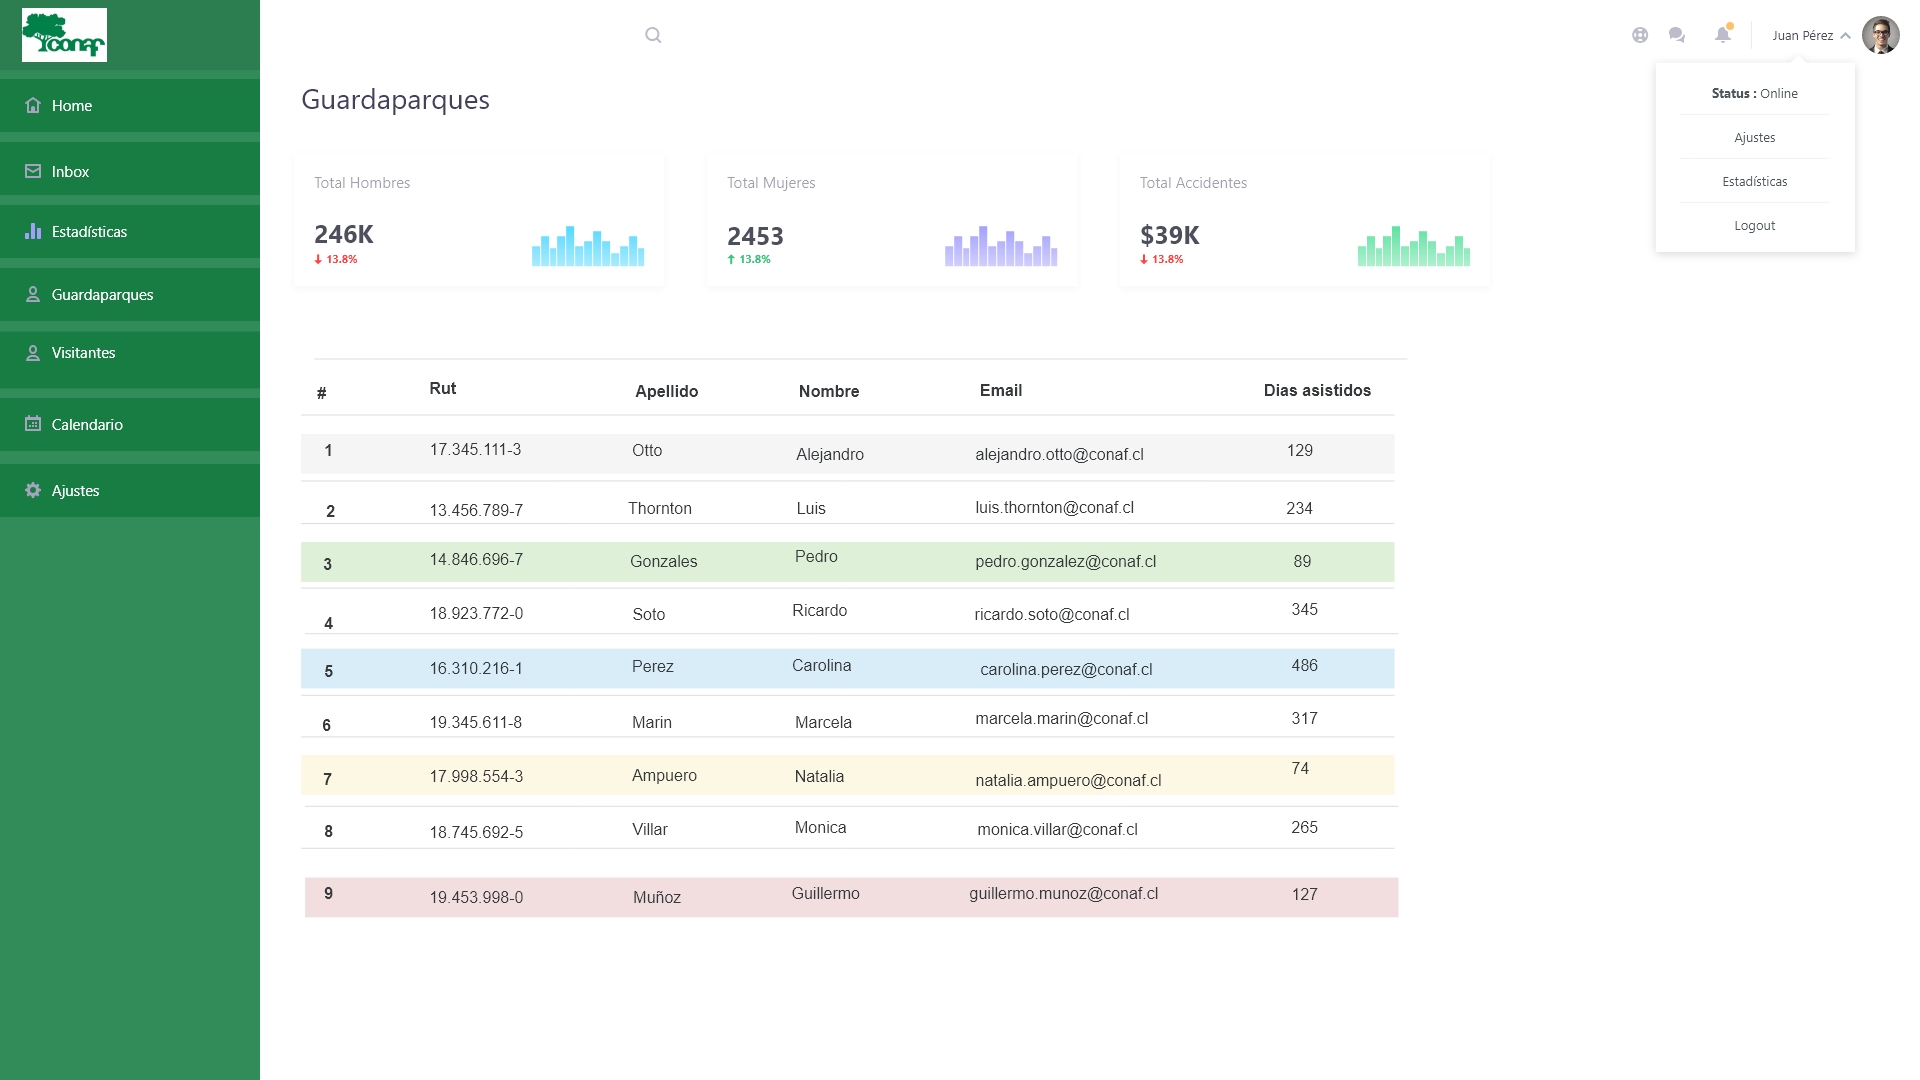 conaf
Juan Pérez
Status : Online
Ajustes
Estadísticas
Logout
Home
Inbox
Estadísticas
Guardaparques
Visitantes
Calendario
Ajustes
Guardaparques
Total Hombres
246K
13.8%
Total Mujeres
2453
13.8%
Total Accidentes
$39K
13.8%
# Rut Apellido Nombre Email Dias asistidos
1 17.345.111-3 Otto Alejandro alejandro.otto@conaf.cl 129
2 13.456.789-7 Thornton Luis luis.thornton@conaf.cl 234
3 14.846.696-7 Gonzales Pedro pedro.gonzalez@conaf.cl 89
4 18.923.772-0 Soto Ricardo ricardo.soto@conaf.cl 345
5 16.310.216-1 Perez Carolina carolina.perez@conaf.cl 486
6 19.345.611-8 Marin Marcela marcela.marin@conaf.cl 317
7 17.998.554-3 Ampuero Natalia natalia.ampuero@conaf.cl 74
8 18.745.692-5 Villar Monica monica.villar@conaf.cl 265
9 19.453.998-0 Muñoz Guillermo guillermo.munoz@conaf.cl 127